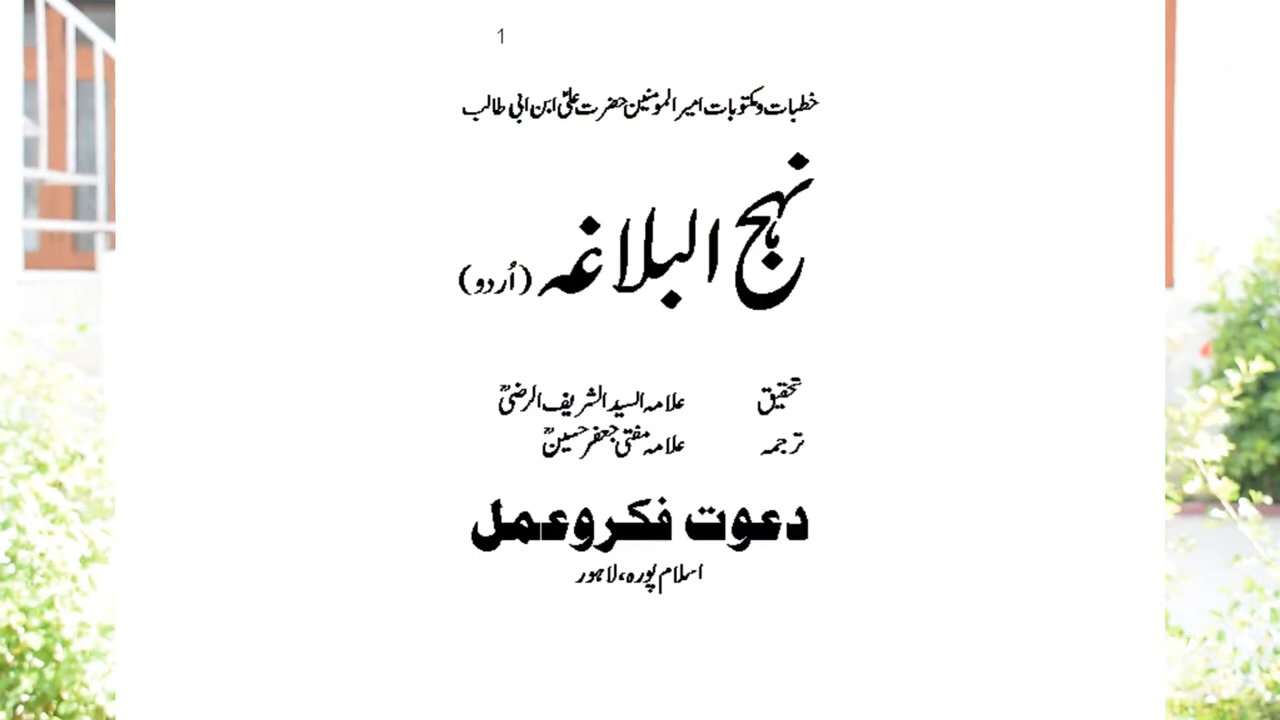 1
خطبات و مکتوبات امیر المومنین حضرت علیؑ ابن ابی طالب
نہج البلاغہ (اُردو)
تحقیق علامہ السید الشریف الرضیؒ
ترجمہ علامہ مفتی جعفر حسینؒ
دعوت فکر و عمل
اسلام پورہ، لاہور